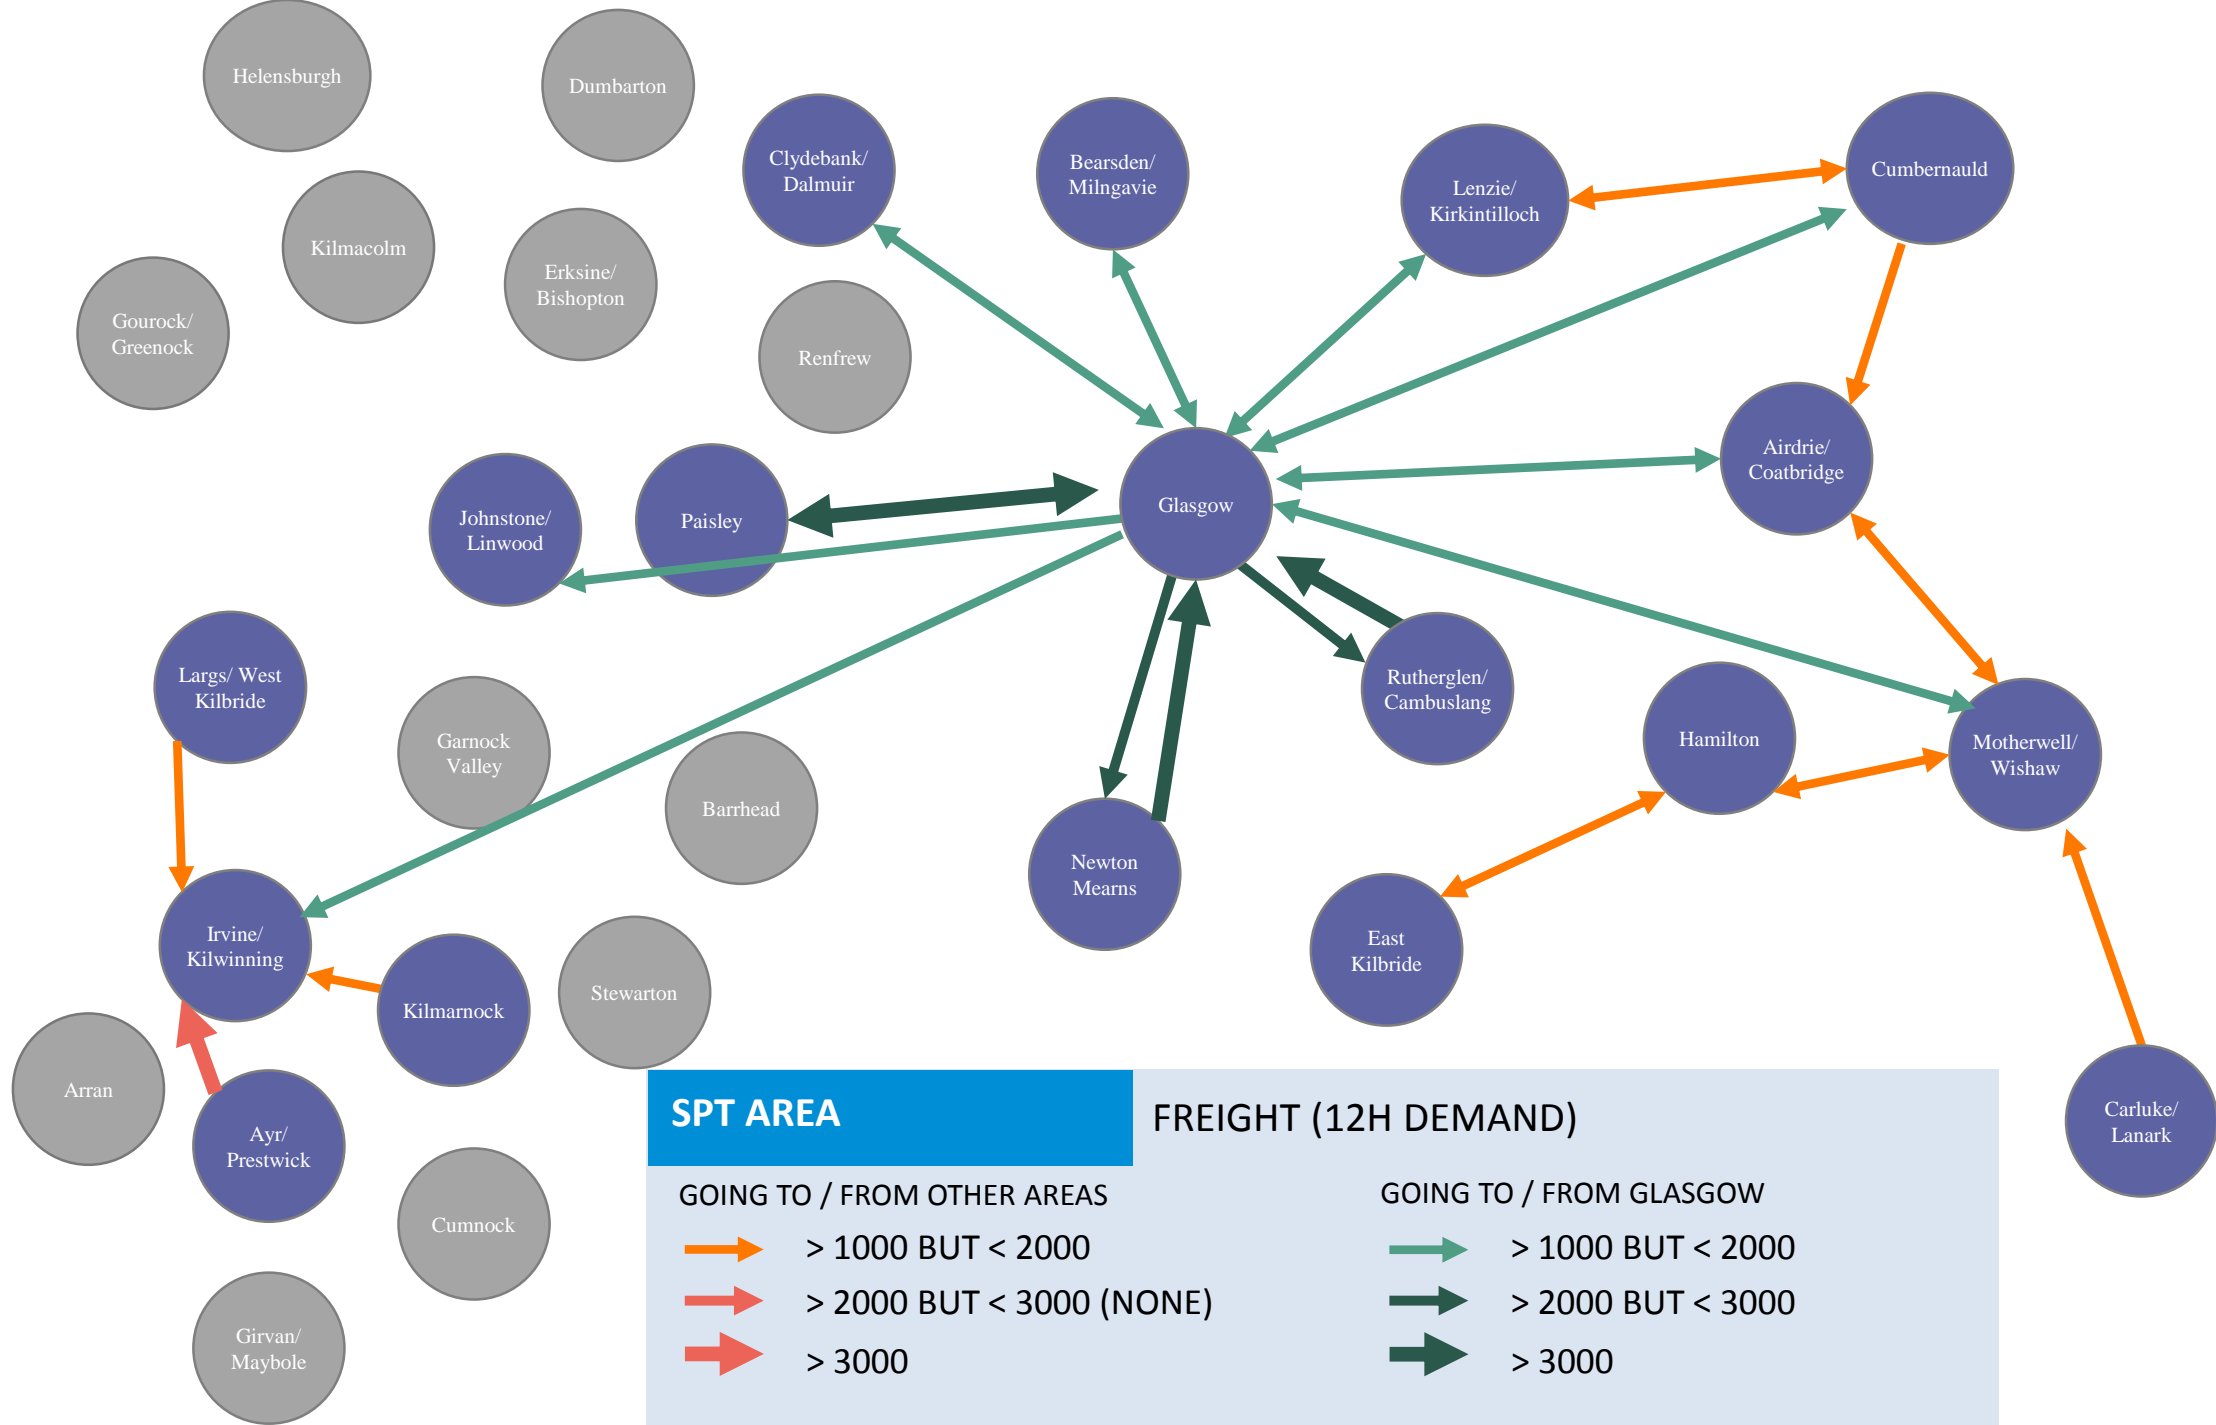 Helensburgh
Dumbarton
Clydebank/
Dalmuir
Bearsden/
Milngavie
Lenzie/
Kirkintilloch
Cumbernauld
Kilmacolm
Erksine/
Bishopton
Gourock/
Greenock
Renfrew
Airdrie/
Coatbridge
Johnstone/
Linwood
Paisley
Glasgow
Largs/ West
Kilbride
Garnock
Valley
Barrhead
Rutherglen/
Cambuslang
Hamilton
Motherwell/
Wishaw
Newton
Mearns
East
Kilbride
Irvine/
Kilwinning
Kilmarnock
Stewarton
Arran
Ayr/
Prestwick
Cumnock
Girvan/
Maybole
Carluke/
Lanark
SPT AREA
FREIGHT (12H DEMAND)
GOING TO / FROM OTHER AREAS
> 1000 BUT < 2000
> 2000 BUT < 3000 (NONE)
> 3000
GOING TO / FROM GLASGOW
> 1000 BUT < 2000
> 2000 BUT < 3000
> 3000